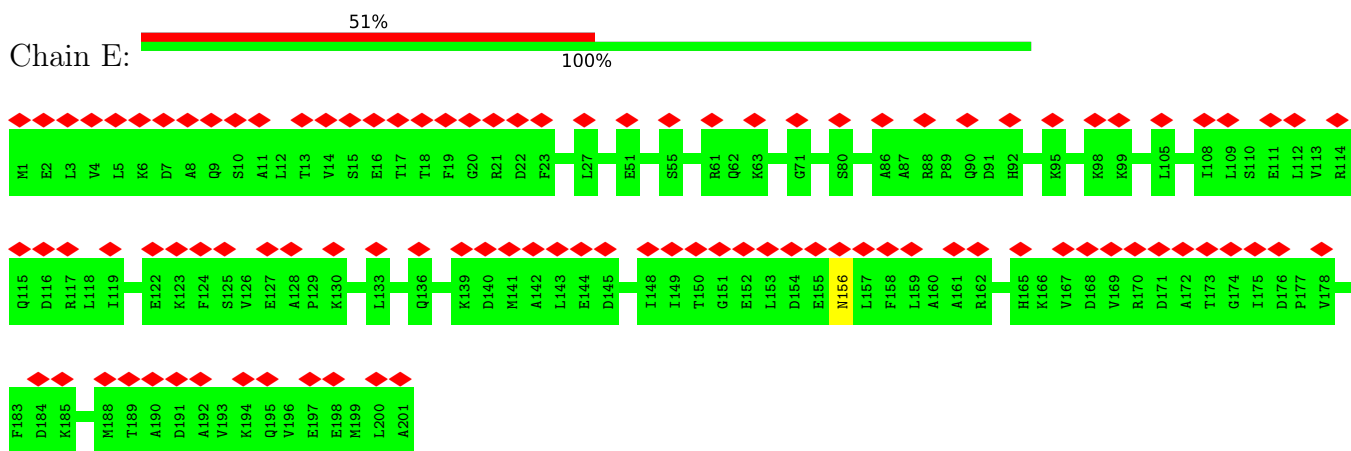 51%
Chain E:
100%
M1 E2 L3 V4 L5 K6 D7 A8 Q9 S10 A11 L12 T13 V14 S15 E16 T17 T18 F19 G20 R21 D22 F23 L27 E51 S55 R61 Q62 K63 G71 S80 A86 A87 R88 P89 Q90 D91 H92 K95 K98 K99 L105 I108 L109 S110 E111 L112 V113 R114
Q115 D116 R117 L118 I119 E122 K123 F124 S125 V126 E127 A128 P129 K130 L133 Q136 K139 D140 M141 A142 L143 E144 D145 I148 I149 T150 G151 E152 L153 D154 E155 N156 L157 F158 L159 A160 A161 R162 H165 K166 V167 D168 V169 R170 D171 A172 T173 G174 I175 D176 P177 V178
F183 D184 K185 M188 T189 A190 D191 A192 V193 K194 Q195 V196 E197 E198 M199 L200 A201